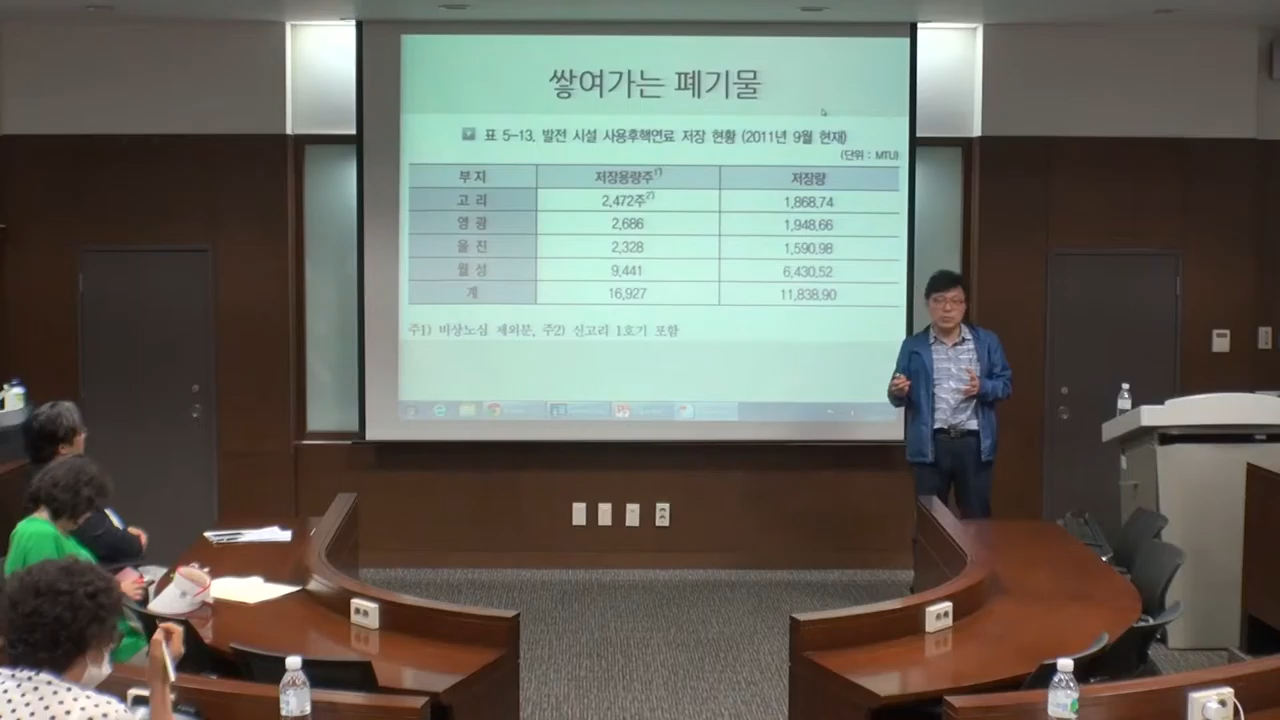 쌓여가는 폐기물
표 5-13. 발전 시설 사용후핵연료 저장 현황 (2011년 9월 현재)
(단위 : MTU)
부 지 저장용량주1) 저장량
고 리 2,472주2) 1,868.74
영 광 2,686 1,948.66
울 진 2,328 1,590.98
월 성 9,441 6,430.52
계 16,927 11,838.90
주1) 비상노심 제외분, 주2) 신고리 1호기 포함